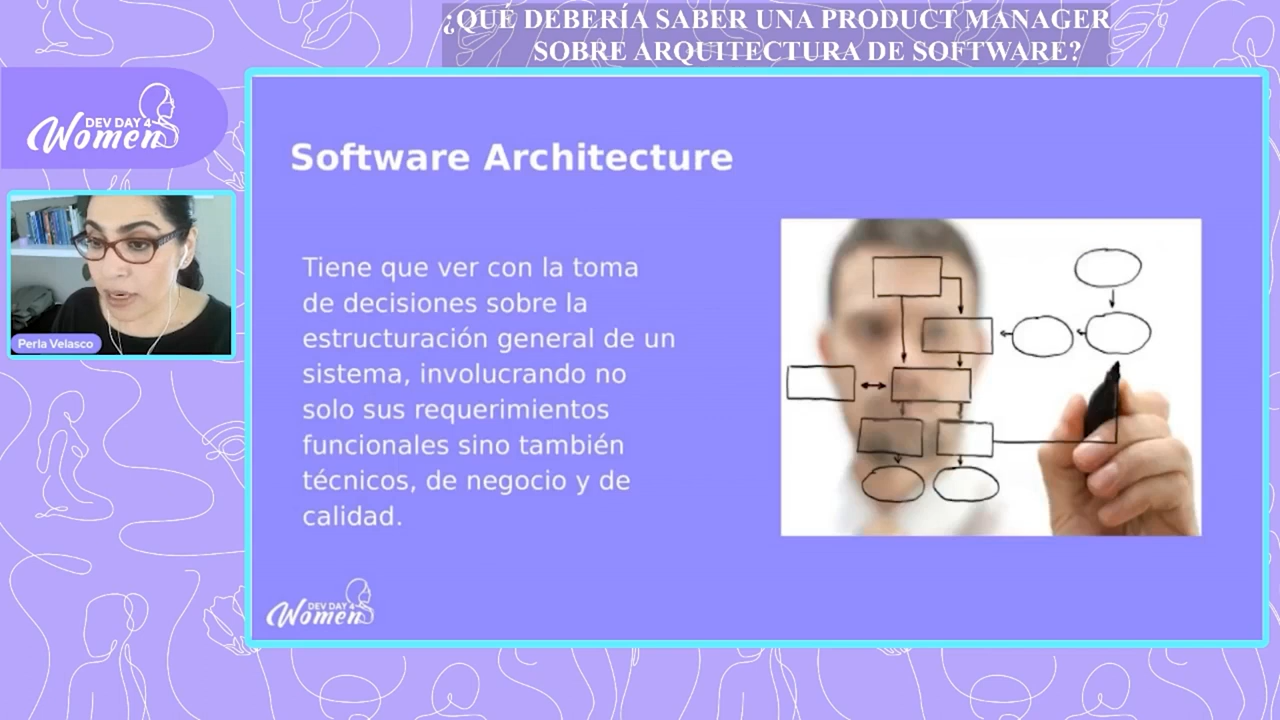 ¿QUÉ DEBERÍA SABER UNA PRODUCT MANAGER
SOBRE ARQUITECTURA DE SOFTWARE?
DEV DAY 4
Women
Perla Velasco
Software Architecture
Tiene que ver con la toma
de decisiones sobre la
estructuración general de un
sistema, involucrando no
solo sus requerimientos
funcionales sino también
técnicos, de negocio y de
calidad.
DEV DAY 4
Women